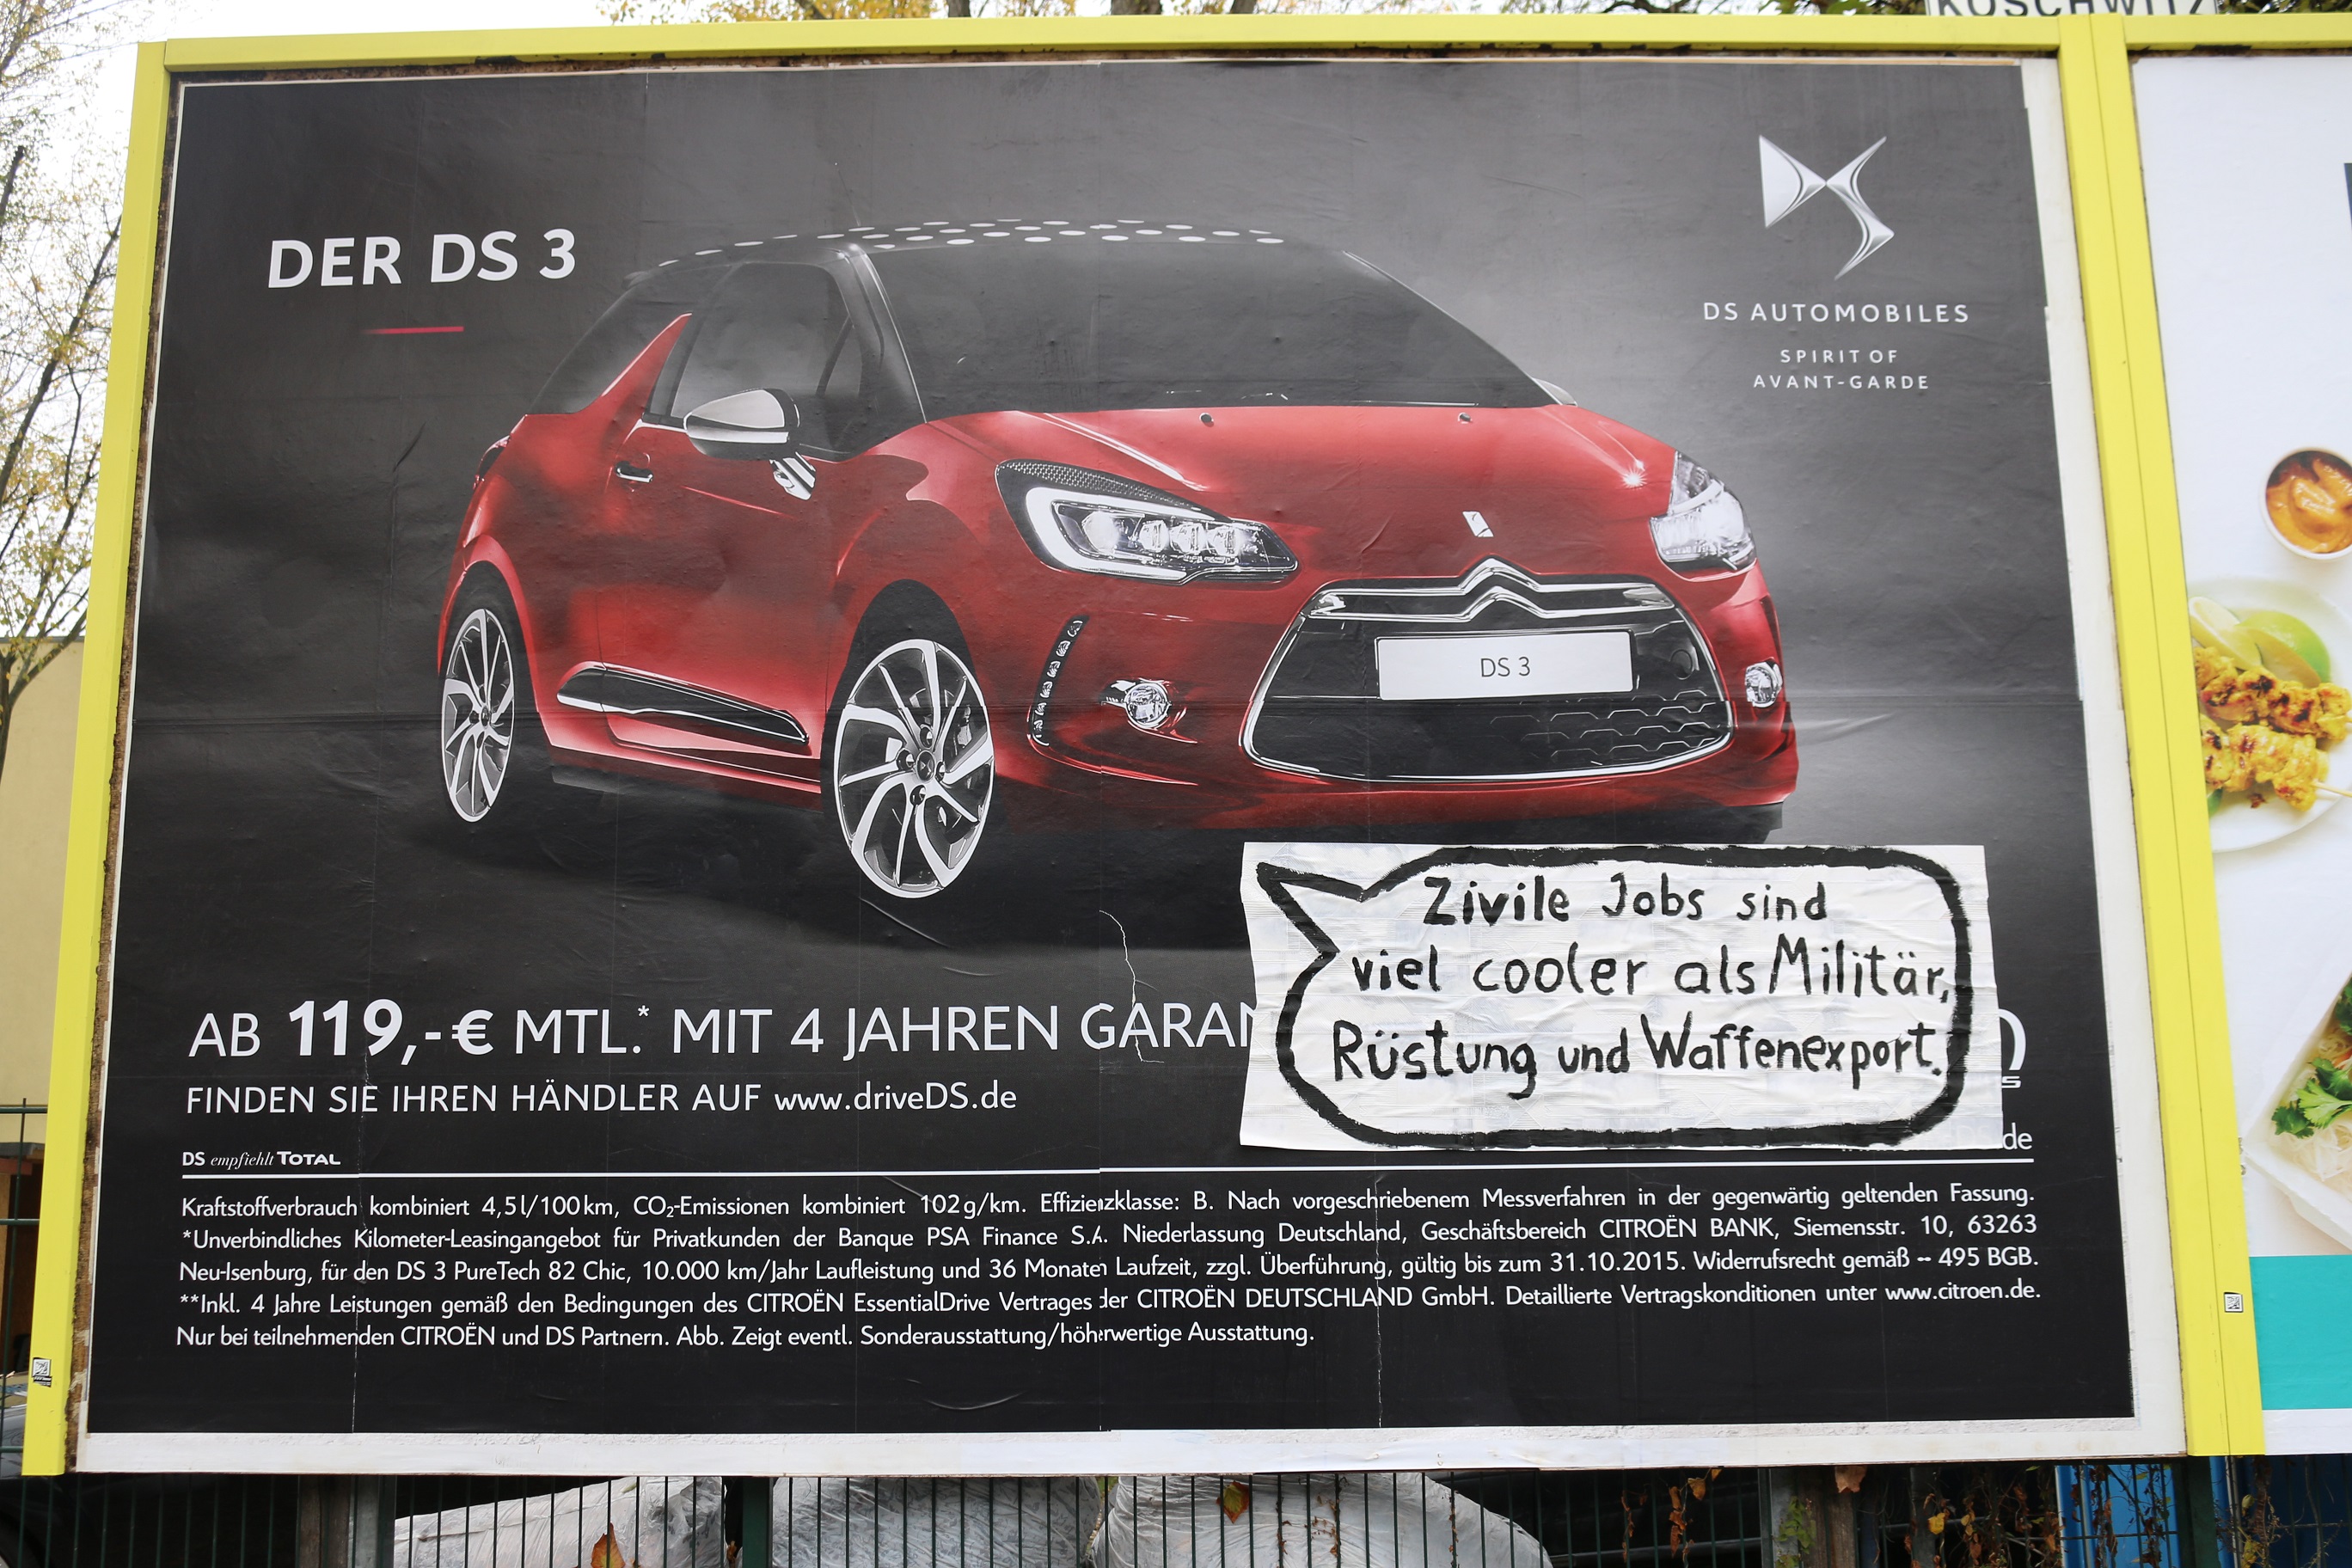 KOSCHWITZ
DER DS 3
DS AUTOMOBILES
SPIRIT OF
AVANT-GARDE
DS 3
Zivile Jobs sind
viel cooler als Militär,
Rüstung und Waffenexport.
AB 119,-€ MTL.* MIT 4 JAHREN GARAN
FINDEN SIE IHREN HÄNDLER AUF www.driveDS.de
de
DS empfiehlt TOTAL
Kraftstoffverbrauch kombiniert 4,5 l/100 km, CO₂-Emissionen kombiniert 102 g/km. Effizienzklasse: B. Nach vorgeschriebenem Messverfahren in der gegenwärtig geltenden Fassung.
*Unverbindliches Kilometer-Leasingangebot für Privatkunden der Banque PSA Finance S.A. Niederlassung Deutschland, Geschäftsbereich CITROËN BANK, Siemensstr. 10, 63263
Neu-Isenburg, für den DS 3 PureTech 82 Chic, 10.000 km/Jahr Laufleistung und 36 Monaten Laufzeit, zzgl. Überführung, gültig bis zum 31.10.2015. Widerrufsrecht gemäß -- 495 BGB.
**Inkl. 4 Jahre Leistungen gemäß den Bedingungen des CITROËN EssentialDrive Vertrages der CITROËN DEUTSCHLAND GmbH. Detaillierte Vertragskonditionen unter www.citroen.de.
Nur bei teilnehmenden CITROËN und DS Partnern. Abb. Zeigt eventl. Sonderausstattung/höherwertige Ausstattung.